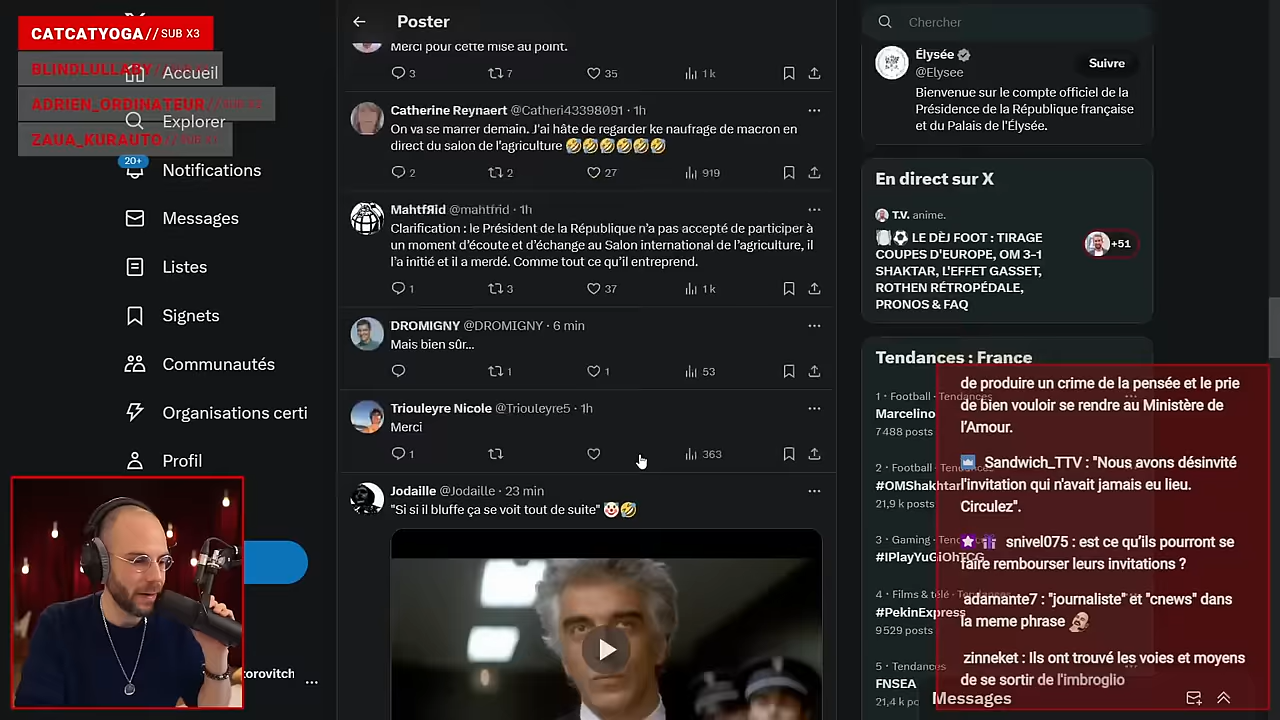 CATCATYOGA// SUB X3
BLINDLULLABY//
ADRIEN_ORDINATEUR//
ZAUA_KURAUTO//
Accueil
Explorer
20+
Notifications
Messages
Listes
Signets
Communautés
Organisations certi
Profil
torovitch
...
Poster
Merci pour cette mise au point.
3 7 35 1 k
Catherine Reynaert @Catheri43398091 · 1h
On va se marrer demain. J'ai hâte de regarder ke naufrage de macron en
direct du salon de l'agriculture 🤣🤣🤣🤣🤣🤣
2 2 27 919
MahtfЯid @mahtfrid · 1h
Clarification : le Président de la République n'a pas accepté de participer à
un moment d'écoute et d'échange au Salon international de l'agriculture, il
l'a initié et il a merdé. Comme tout ce qu'il entreprend.
1 3 37 1 k
DROMIGNY @DROMIGNY · 6 min
Mais bien sûr...
1 1 53
Triouleyre Nicole @Triouleyre5 · 1h
Merci
1 363
Jodaille @Jodaille · 23 min
"Si si il bluffe ça se voit tout de suite" 🤡🤣
Chercher
Élysée
@Elysee
Suivre
Bienvenue sur le compte officiel de la
Présidence de la République française
et du Palais de l'Élysée.
En direct sur X
T.V. anime.
⚽ LE DÈJ FOOT : TIRAGE
COUPES D'EUROPE, OM 3-1
SHAKTAR, L'EFFET GASSET,
ROTHEN RÉTROPÉDALE,
PRONOS & FAQ
+51
Tendances : France
1 · Football · Tendances
Marcelino
7 488 posts
2 · Football · Tend
#OMShakhtar
21,9 k posts
3 · Gaming · Tend
#IPlayYuGiOhTCG
4 · Films & télé · Tendances
#PekinExpress
9 529 posts
5 · Tendances
FNSEA
21,4 k po
de produire un crime de la pensée et le prie
de bien vouloir se rendre au Ministère de
l'Amour.
Sandwich_TTV : "Nous avons désinvité
l'invitation qui n'avait jamais eu lieu.
Circulez".
snivel075 : est ce qu'ils pourront se
faire rembourser leurs invitations ?
adamante7 : "journaliste" et "cnews" dans
la meme phrase
zinneket : Ils ont trouvé les voies et moyens
de se sortir de l'imbroglio
Messages